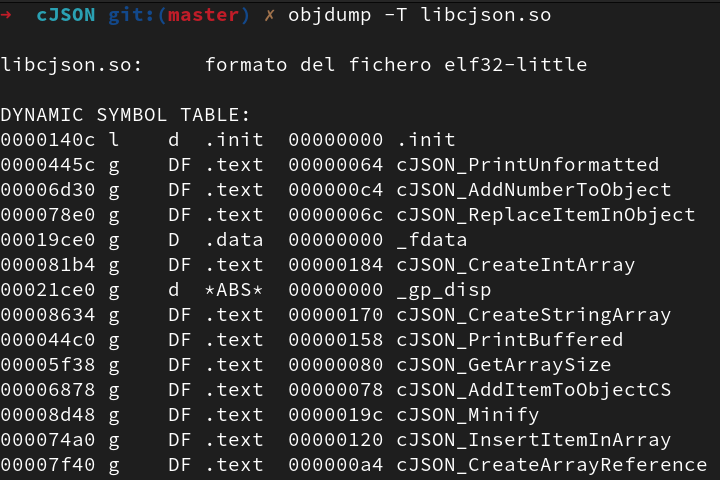 →  cJSON git:(master) ✗ objdump -T libcjson.so
libcjson.so:     formato del fichero elf32-little
DYNAMIC SYMBOL TABLE:
0000140c l    d  .init  00000000 .init
0000445c g    DF .text  00000064 cJSON_PrintUnformatted
00006d30 g    DF .text  000000c4 cJSON_AddNumberToObject
000078e0 g    DF .text  0000006c cJSON_ReplaceItemInObject
00019ce0 g    D  .data  00000000 _fdata
000081b4 g    DF .text  00000184 cJSON_CreateIntArray
00021ce0 g    d  *ABS*  00000000 _gp_disp
00008634 g    DF .text  00000170 cJSON_CreateStringArray
000044c0 g    DF .text  00000158 cJSON_PrintBuffered
00005f38 g    DF .text  00000080 cJSON_GetArraySize
00006878 g    DF .text  00000078 cJSON_AddItemToObjectCS
00008d48 g    DF .text  0000019c cJSON_Minify
000074a0 g    DF .text  00000120 cJSON_InsertItemInArray
00007f40 g    DF .text  000000a4 cJSON_CreateArrayReference